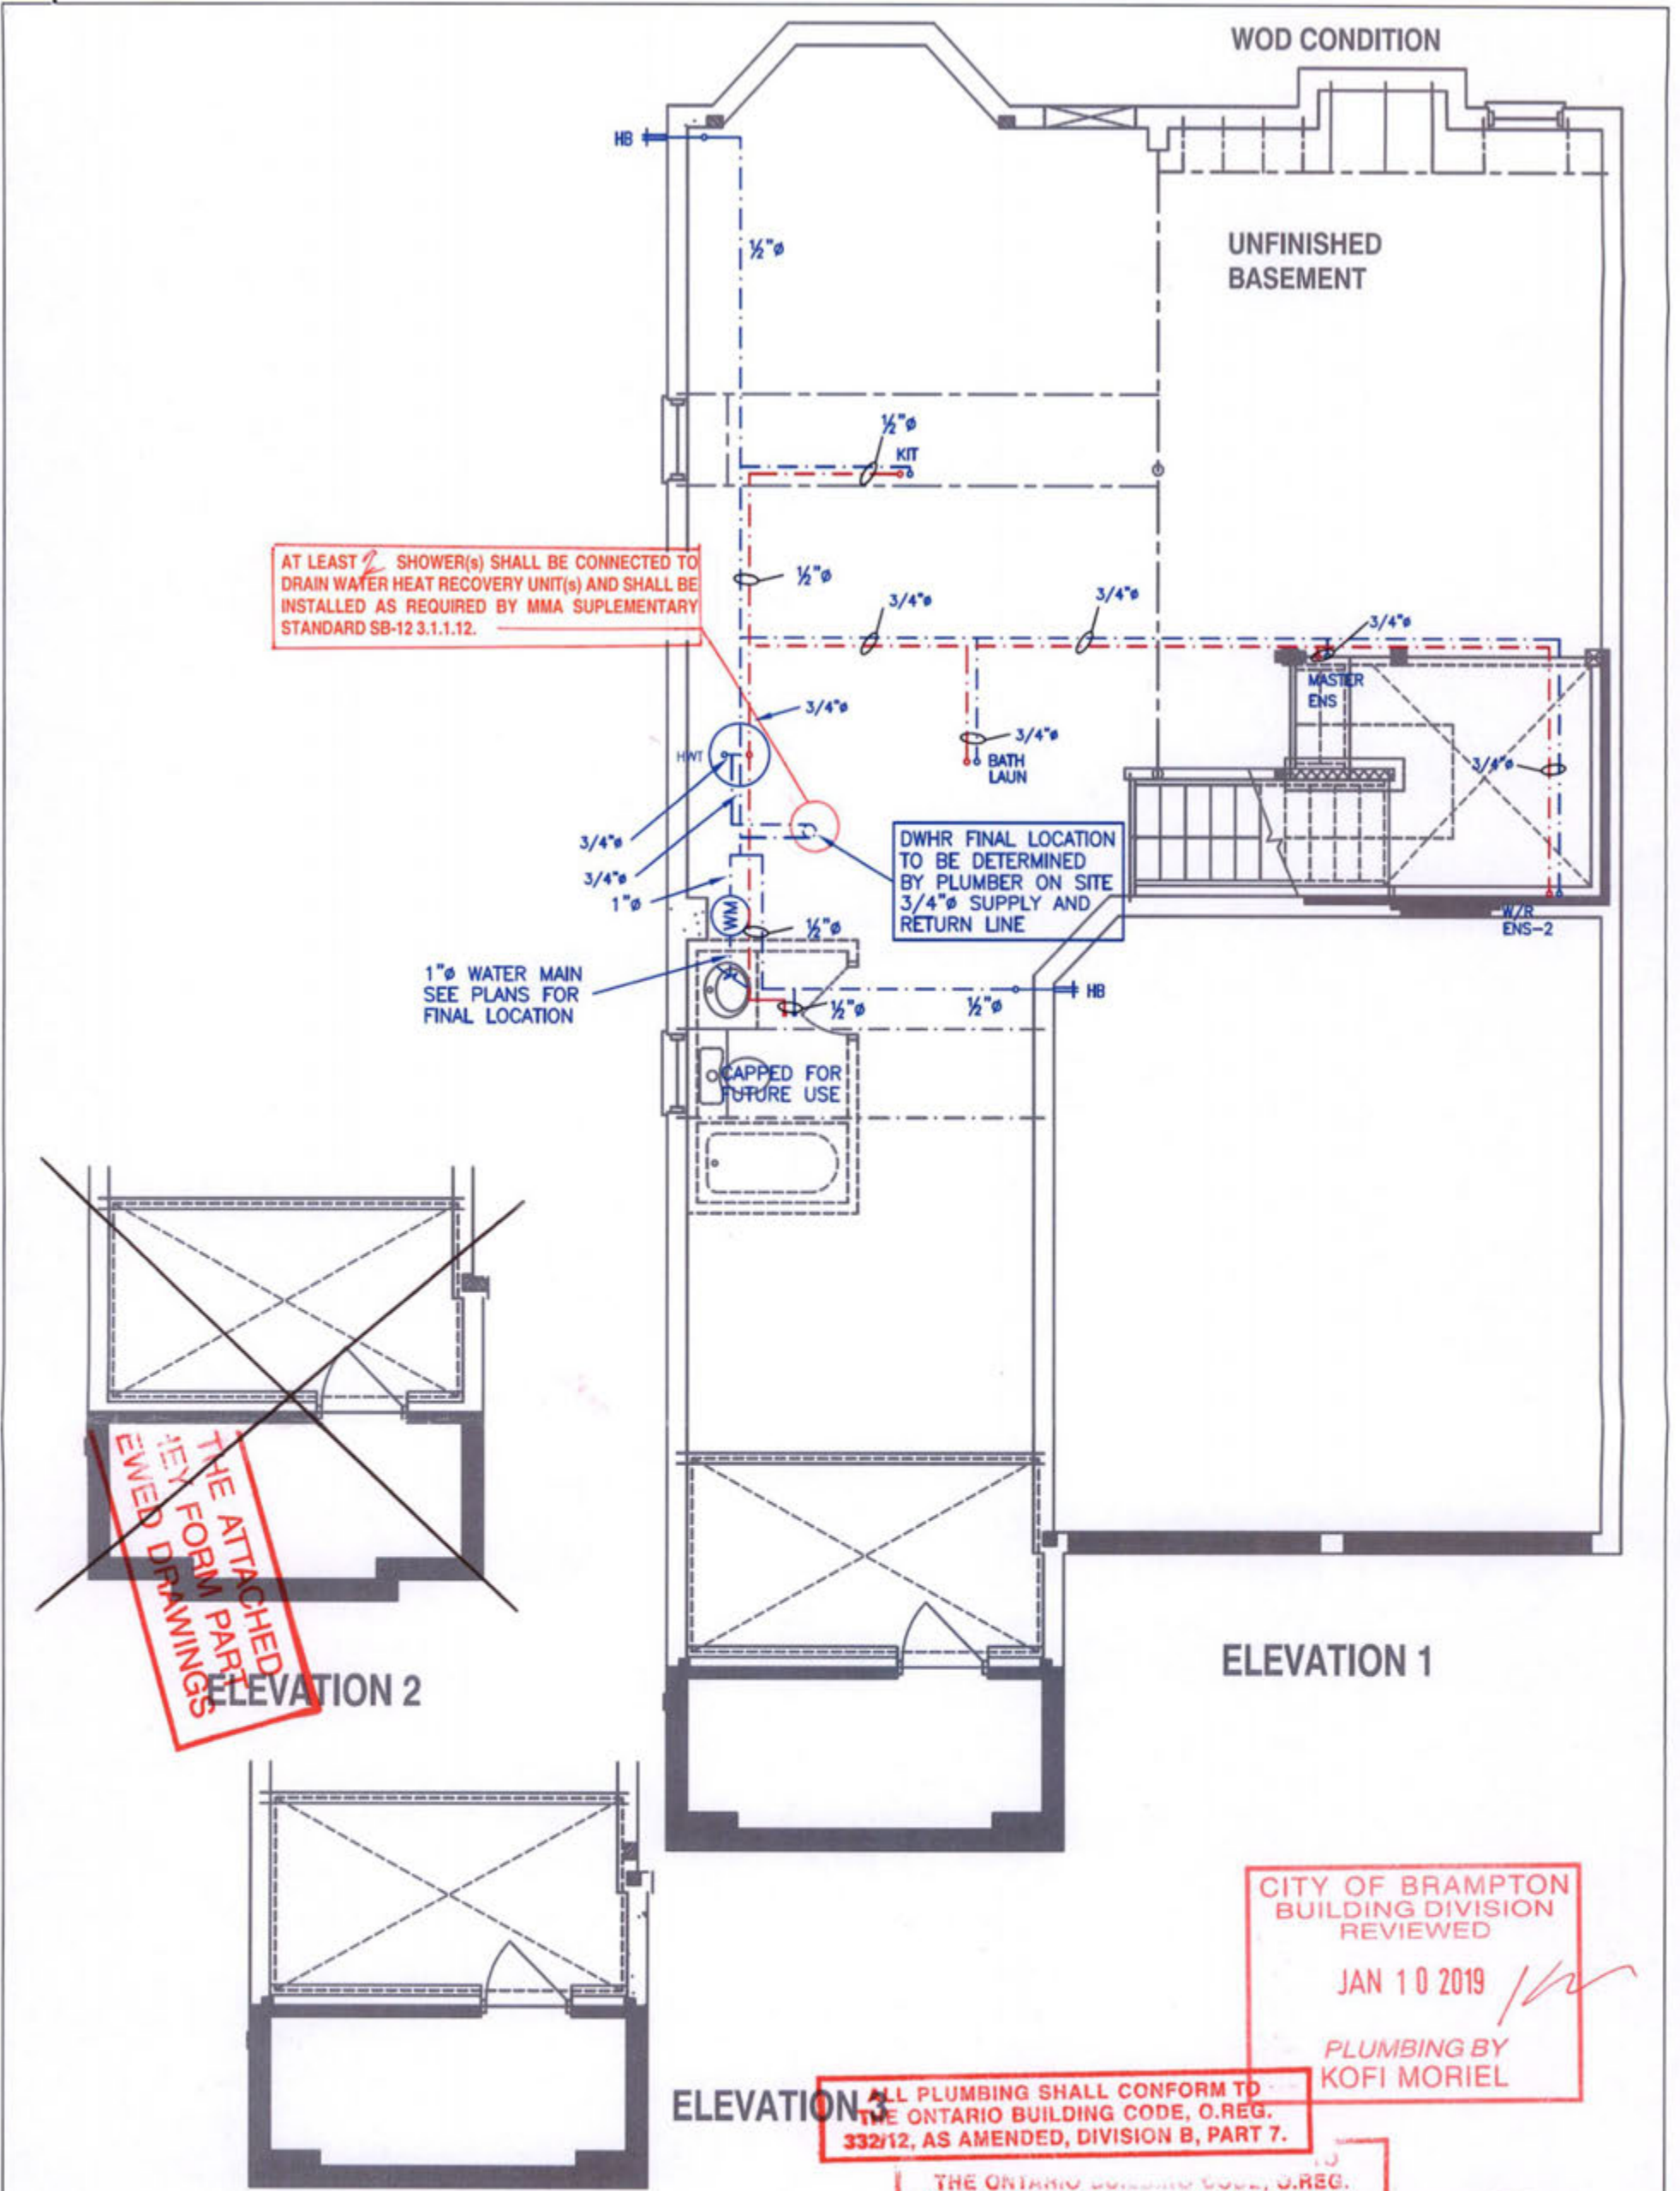 WOD CONDITION
HB
½"ø
UNFINISHED
BASEMENT
½"ø
KIT
AT LEAST 2 SHOWER(s) SHALL BE CONNECTED TO
DRAIN WATER HEAT RECOVERY UNIT(s) AND SHALL BE
INSTALLED AS REQUIRED BY MMA SUPLEMENTARY
STANDARD SB-12 3.1.1.12.
½"ø
3/4"ø
3/4"ø
3/4"ø
MASTER
ENS
3/4"ø
HWT
3/4"ø
BATH
LAUN
3/4"ø
3/4"ø
3/4"ø
1"ø
DWHR FINAL LOCATION
TO BE DETERMINED
BY PLUMBER ON SITE
3/4"ø SUPPLY AND
RETURN LINE
WM
½"ø
W/R
ENS-2
1"ø WATER MAIN
SEE PLANS FOR
FINAL LOCATION
½"ø
½"ø
HB
CAPPED FOR
FUTURE USE
THE ATTACHED
HEY FORM PART
EWED DRAWINGS
ELEVATION 2
ELEVATION 1
CITY OF BRAMPTON
BUILDING DIVISION
REVIEWED
JAN 10 2019
PLUMBING BY
KOFI MORIEL
ELEVATION 3
ALL PLUMBING SHALL CONFORM TO
THE ONTARIO BUILDING CODE, O.REG.
332/12, AS AMENDED, DIVISION B, PART 7.
THE ONTARIO BUILDING CODE, O.REG.